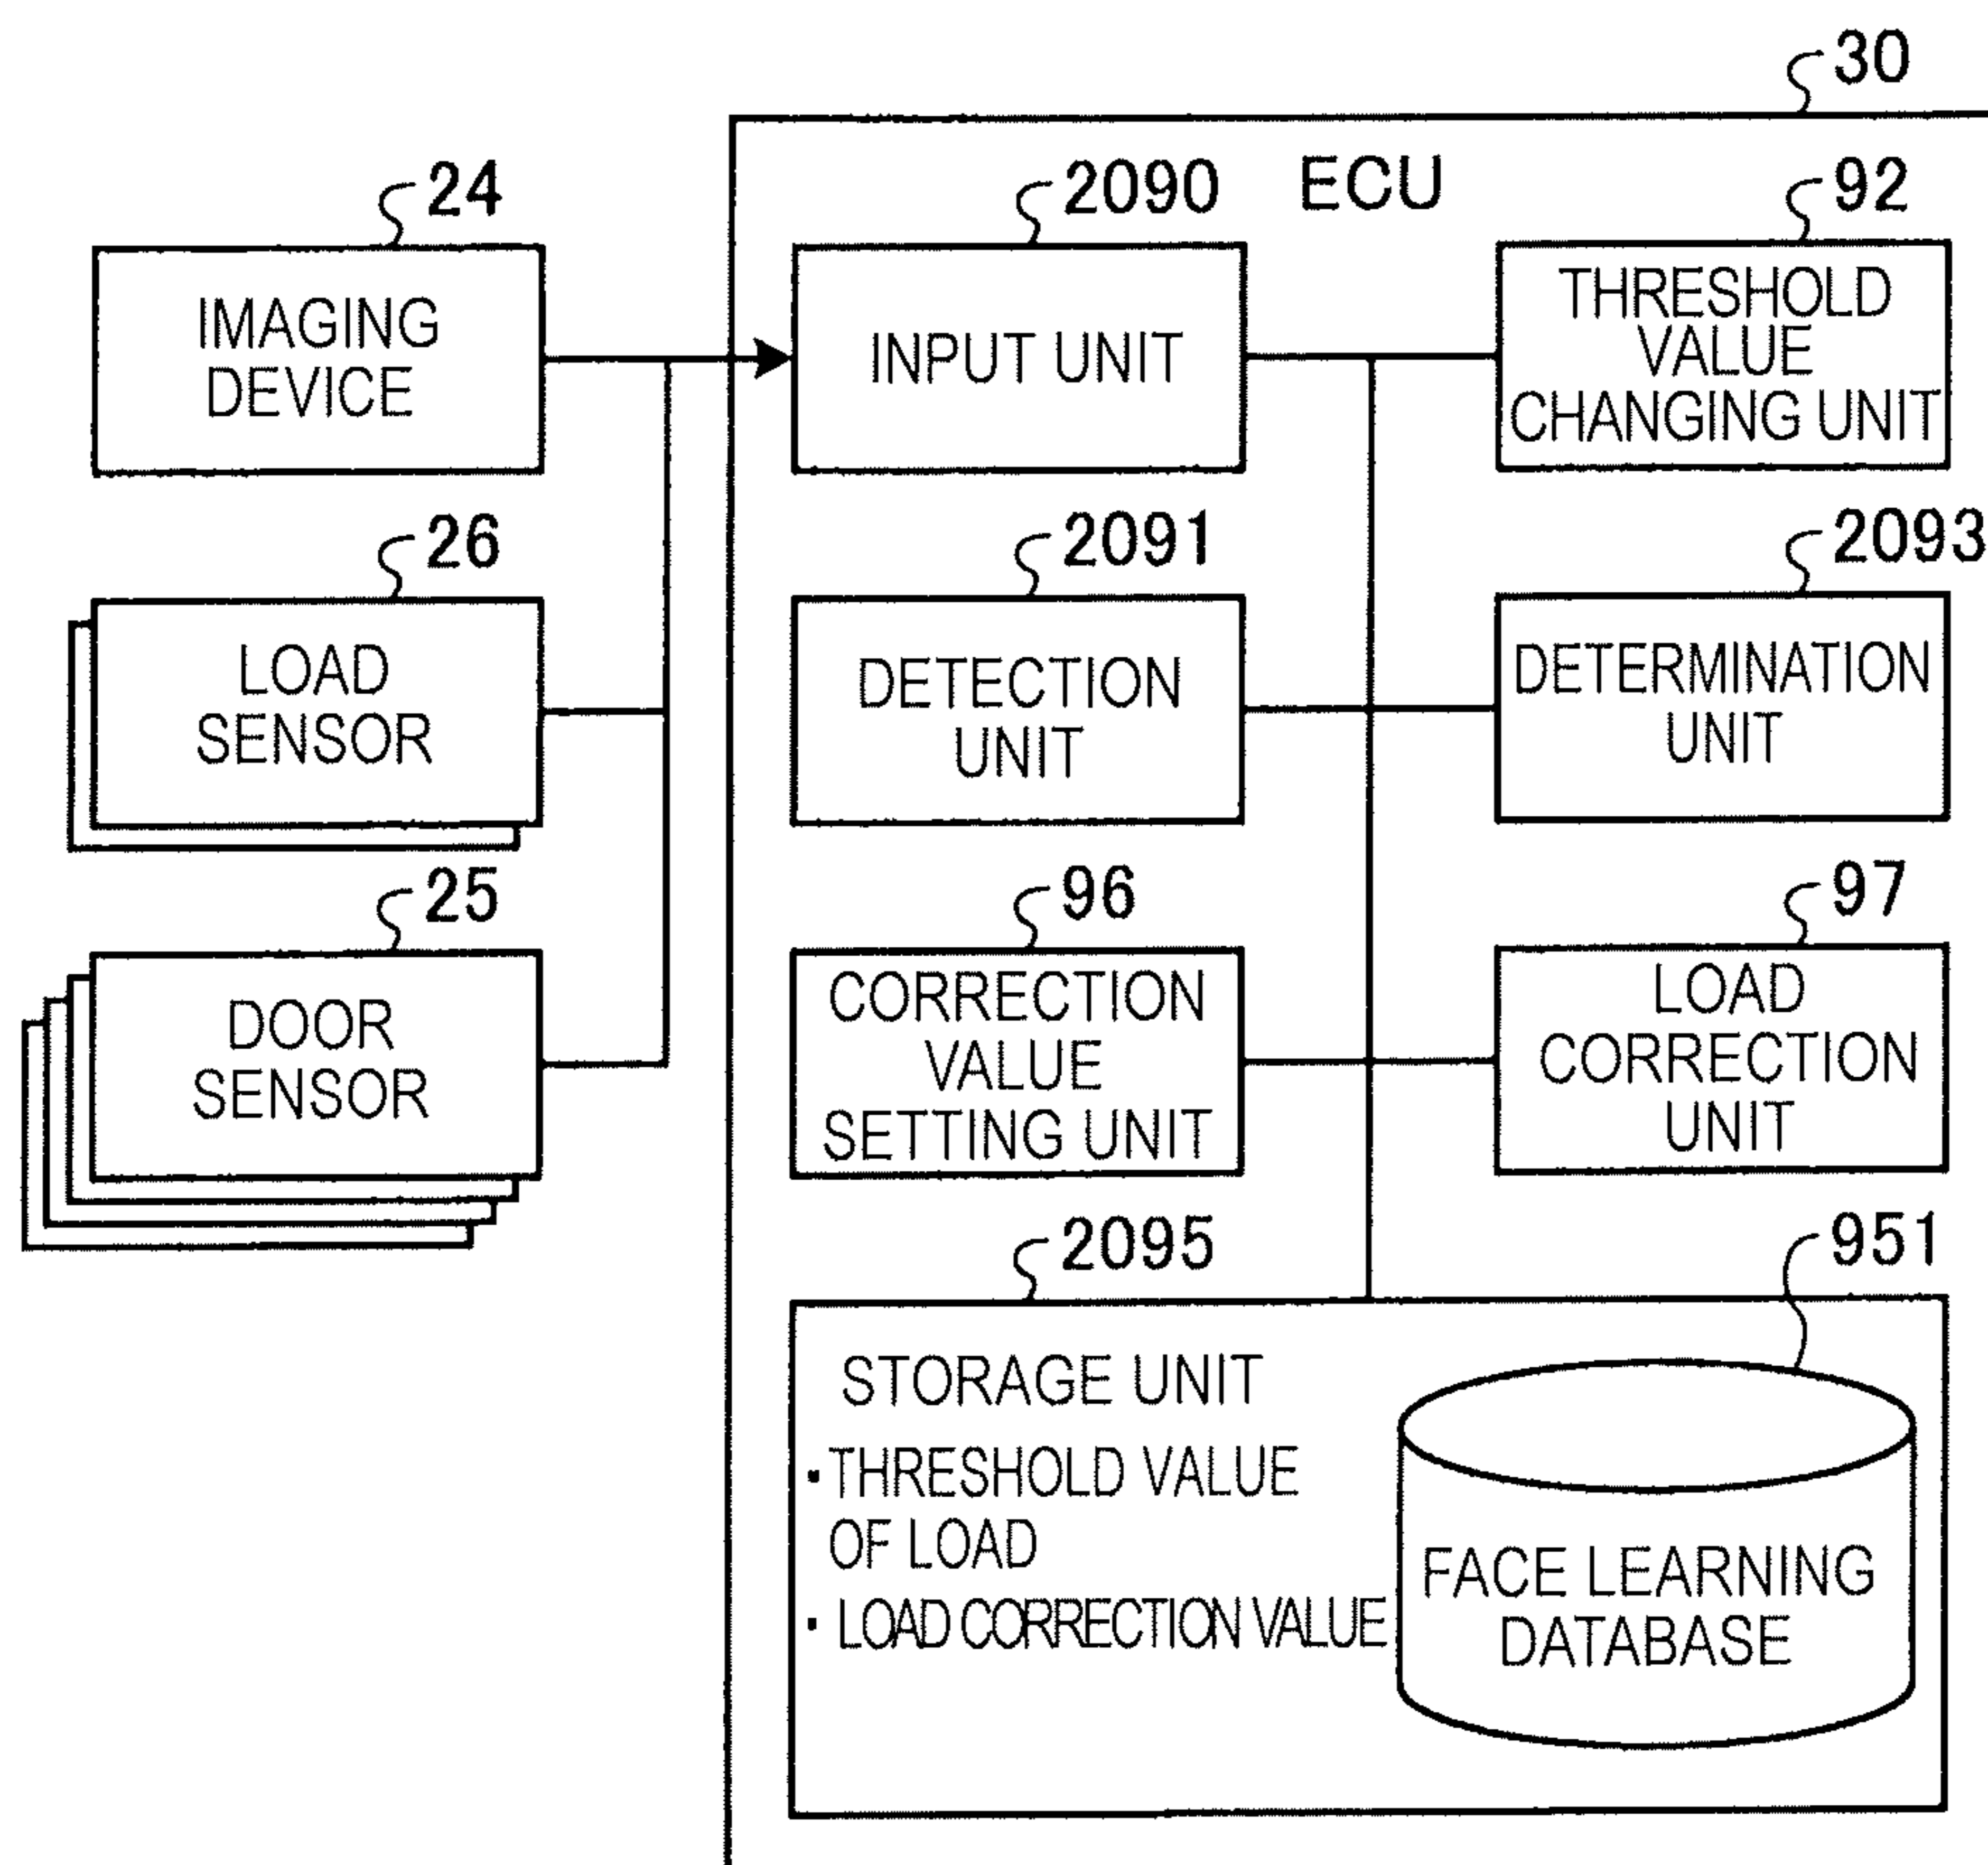 30
ECU
24
IMAGING
DEVICE
2090
INPUT UNIT
92
THRESHOLD
VALUE
CHANGING UNIT
26
LOAD
SENSOR
2091
DETECTION
UNIT
2093
DETERMINATION
UNIT
25
DOOR
SENSOR
96
CORRECTION
VALUE
SETTING UNIT
97
LOAD
CORRECTION
UNIT
2095
STORAGE UNIT
・THRESHOLD VALUE
OF LOAD
・LOAD CORRECTION VALUE
951
FACE LEARNING
DATABASE